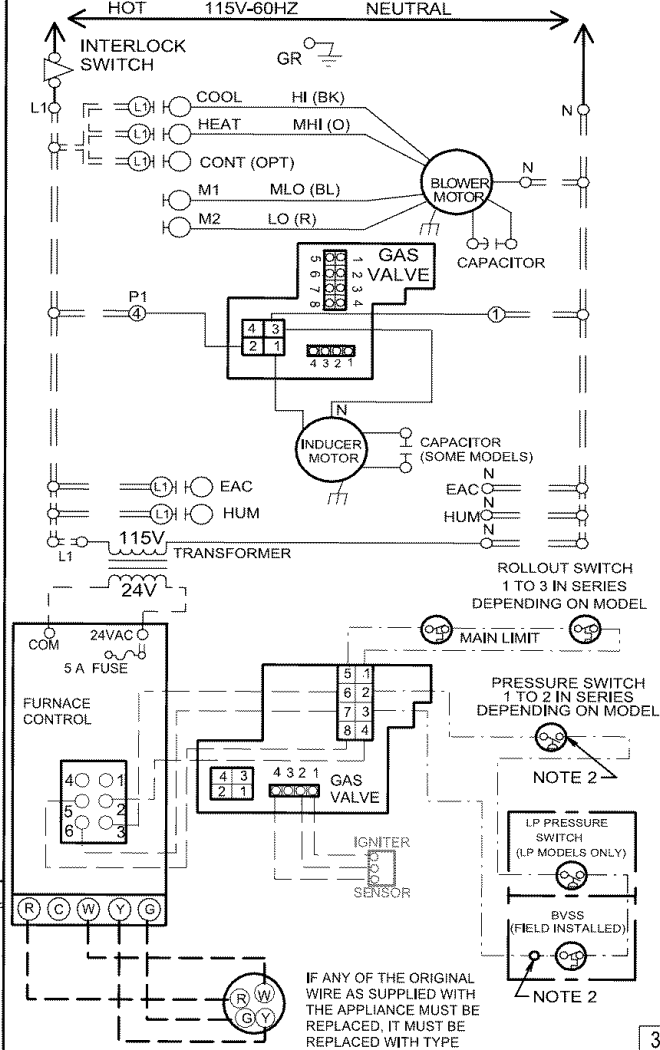 HOT 115V-60HZ NEUTRAL
INTERLOCK
SWITCH
GR
L1
N
L1 COOL HI (BK)
L1 HEAT MHI (O)
L1 CONT (OPT)
M1 MLO (BL)
M2 LO (R)
BLOWER
MOTOR
N
CAPACITOR
GAS
VALVE
5 1
6 2
7 3
8 4
P1
4
1
4 3
2 1
4 3 2 1
N
INDUCER
MOTOR
CAPACITOR
(SOME MODELS)
L1 EAC
L1 HUM
N
EAC
N
HUM
N
L1
115V
TRANSFORMER
24V
COM
24VAC
5 A FUSE
FURNACE
CONTROL
ROLLOUT SWITCH
1 TO 3 IN SERIES
DEPENDING ON MODEL
MAIN LIMIT
PRESSURE SWITCH
1 TO 2 IN SERIES
DEPENDING ON MODEL
NOTE 2
5 1
6 2
7 3
8 4
4 3
2 1
4 3 2 1
GAS
VALVE
4 1
5 2
6 3
IGNITER
SENSOR
LP PRESSURE
SWITCH
(LP MODELS ONLY)
BVSS
(FIELD INSTALLED)
NOTE 2
R C W Y G
R W
G Y
IF ANY OF THE ORIGINAL
WIRE AS SUPPLIED WITH
THE APPLIANCE MUST BE
REPLACED, IT MUST BE
REPLACED WITH TYPE
3